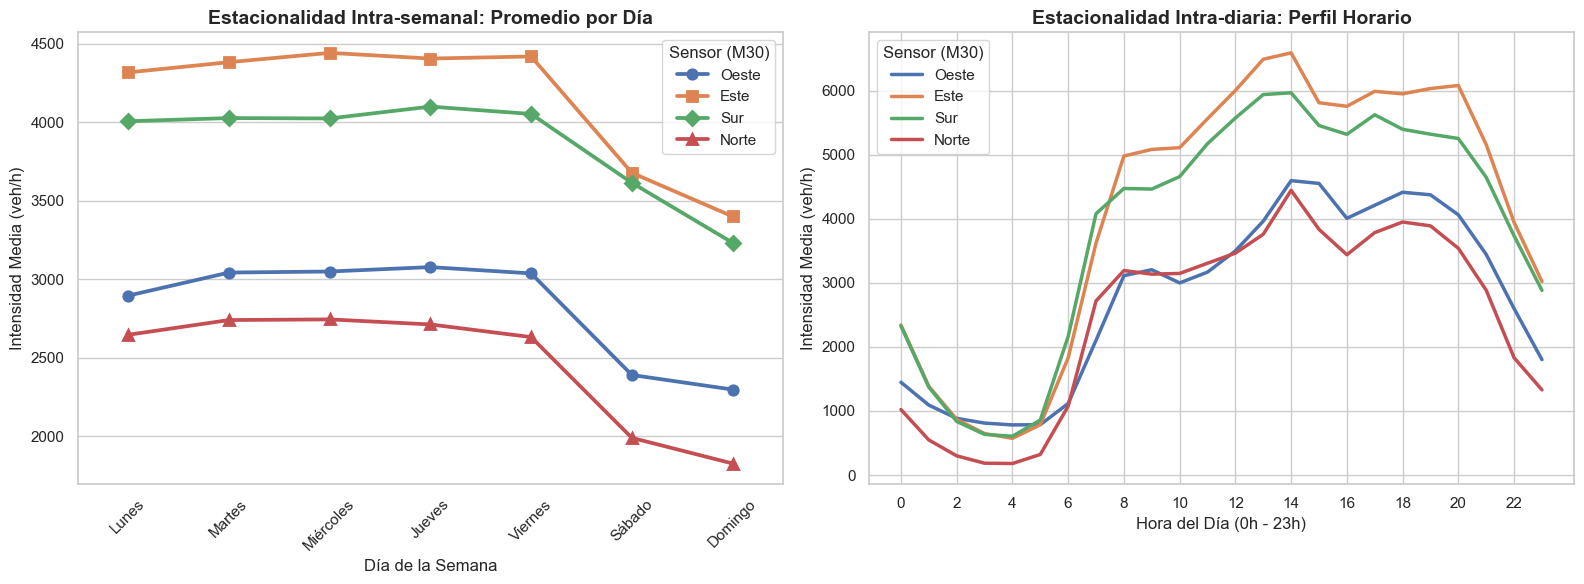 Estacionalidad Intra-semanal: Promedio por Día
Intensidad Media (veh/h)
4500
4000
3500
3000
2500
2000
Sensor (M30)
Oeste
Este
Sur
Norte
Lunes
Martes
Miércoles
Jueves
Viernes
Sábado
Domingo
Día de la Semana
Estacionalidad Intra-diaria: Perfil Horario
Intensidad Media (veh/h)
6000
5000
4000
3000
2000
1000
0
Sensor (M30)
Oeste
Este
Sur
Norte
0 2 4 6 8 10 12 14 16 18 20 22
Hora del Día (0h - 23h)